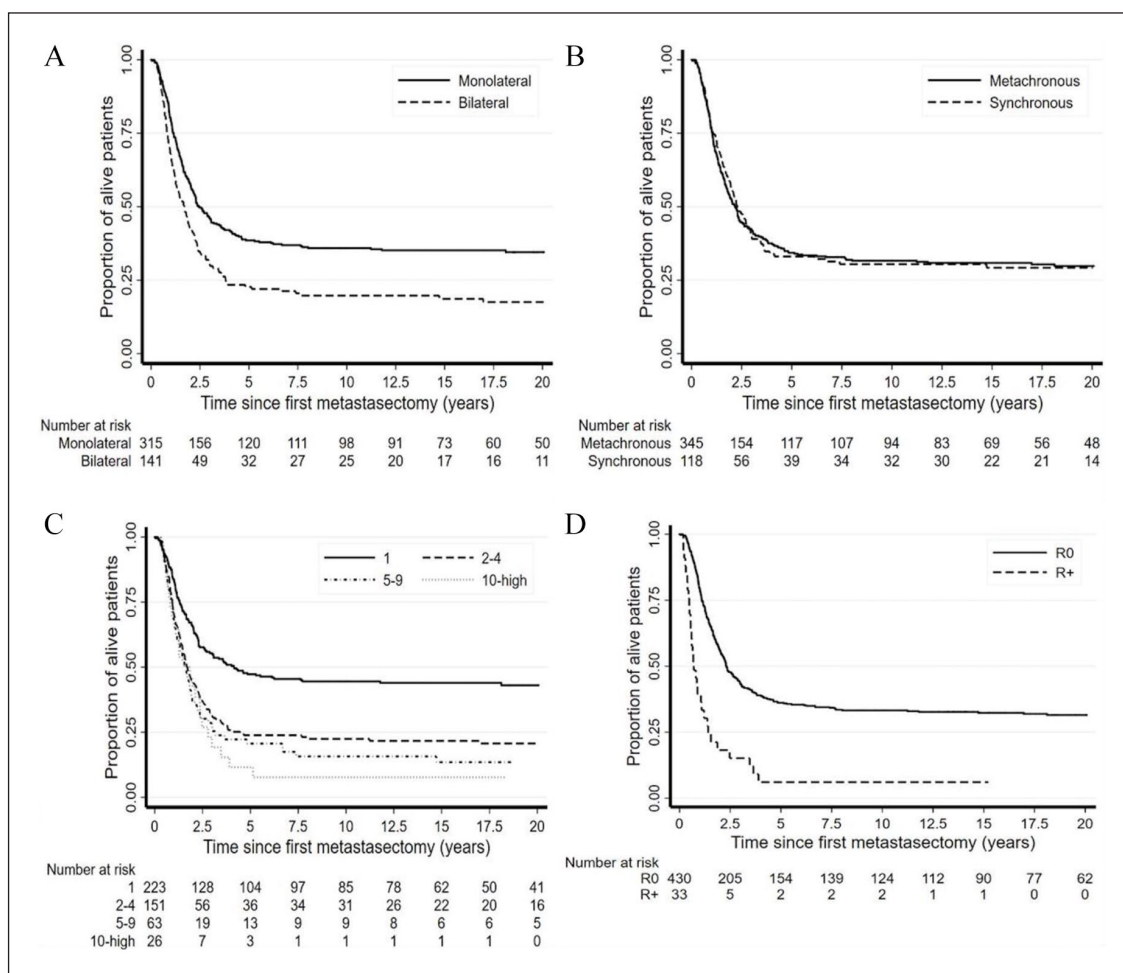 A
Proportion of alive patients
1.00
0.75
0.50
0.25
0.00
Monolateral
Bilateral
0 2.5 5 7.5 10 12.5 15 17.5 20
Time since first metastasectomy (years)
Number at risk
Monolateral 315 156 120 111 98 91 73 60 50
Bilateral 141 49 32 27 25 20 17 16 11
B
Proportion of alive patients
1.00
0.75
0.50
0.25
0.00
Metachronous
Synchronous
0 2.5 5 7.5 10 12.5 15 17.5 20
Time since first metastasectomy (years)
Number at risk
Metachronous 345 154 117 107 94 83 69 56 48
Synchronous 118 56 39 34 32 30 22 21 14
C
Proportion of alive patients
1.00
0.75
0.50
0.25
0.00
1 2-4
5-9 10-high
0 2.5 5 7.5 10 12.5 15 17.5 20
Time since first metastasectomy (years)
Number at risk
1 223 128 104 97 85 78 62 50 41
2-4 151 56 36 34 31 26 22 20 16
5-9 63 19 13 9 9 8 6 6 5
10-high 26 7 3 1 1 1 1 1 0
D
Proportion of alive patients
1.00
0.75
0.50
0.25
0.00
R0
R+
0 2.5 5 7.5 10 12.5 15 17.5 20
Time since first metastasectomy (years)
Number at risk
R0 430 205 154 139 124 112 90 77 62
R+ 33 5 2 2 2 1 1 0 0